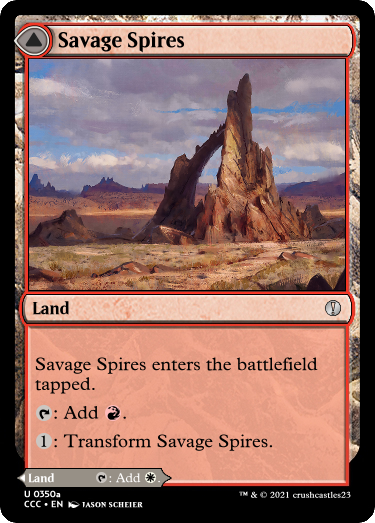 Savage Spires
Land
Savage Spires enters the battlefield
tapped.
: Add .
1: Transform Savage Spires.
Land : Add .
U 0350a
CCC • EN JASON SCHEIER
™ & © 2021 crushcastles23